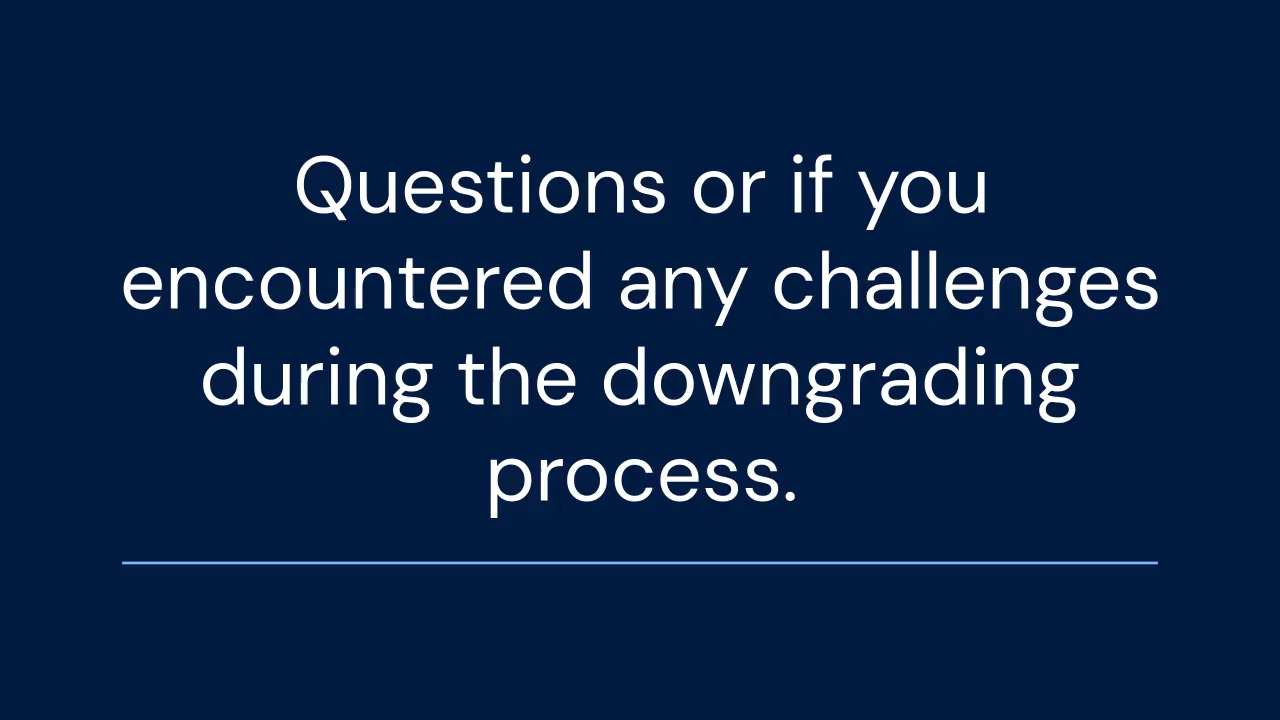 Questions or if you
encountered any challenges
during the downgrading
process.